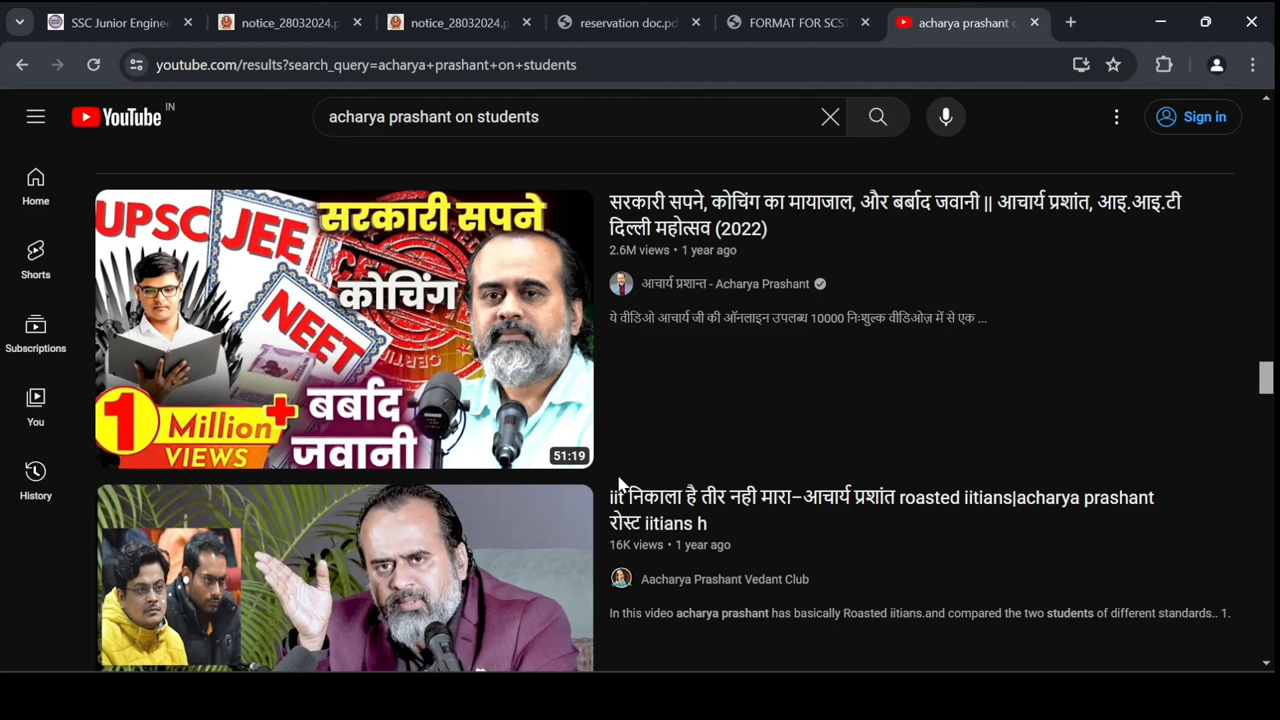 SSC Junior Enginee
notice_28032024.p
notice_28032024.p
reservation doc.pd
FORMAT FOR SCST
acharya prashant o
youtube.com/results?search_query=acharya+prashant+on+students
YouTube IN
acharya prashant on students
Sign in
Home
Shorts
Subscriptions
You
History
UPSC JEE NEET
सरकारी सपने
कोचिंग
बर्बाद
जवानी
1 Million+
VIEWS
51:19
सरकारी सपने, कोचिंग का मायाजाल, और बर्बाद जवानी || आचार्य प्रशांत, आइ.आइ.टी
दिल्ली महोत्सव (2022)
2.6M views • 1 year ago
आचार्य प्रशान्त - Acharya Prashant
ये वीडिओ आचार्य जी की ऑनलाइन उपलब्ध 10000 निःशुल्क वीडिओज़ में से एक ...
iit निकाला है तीर नही मारा–आचार्य प्रशांत roasted iitians|acharya prashant
रोस्ट iitians h
16K views • 1 year ago
Aacharya Prashant Vedant Club
In this video acharya prashant has basically Roasted iitians.and compared the two students of different standards.. 1.